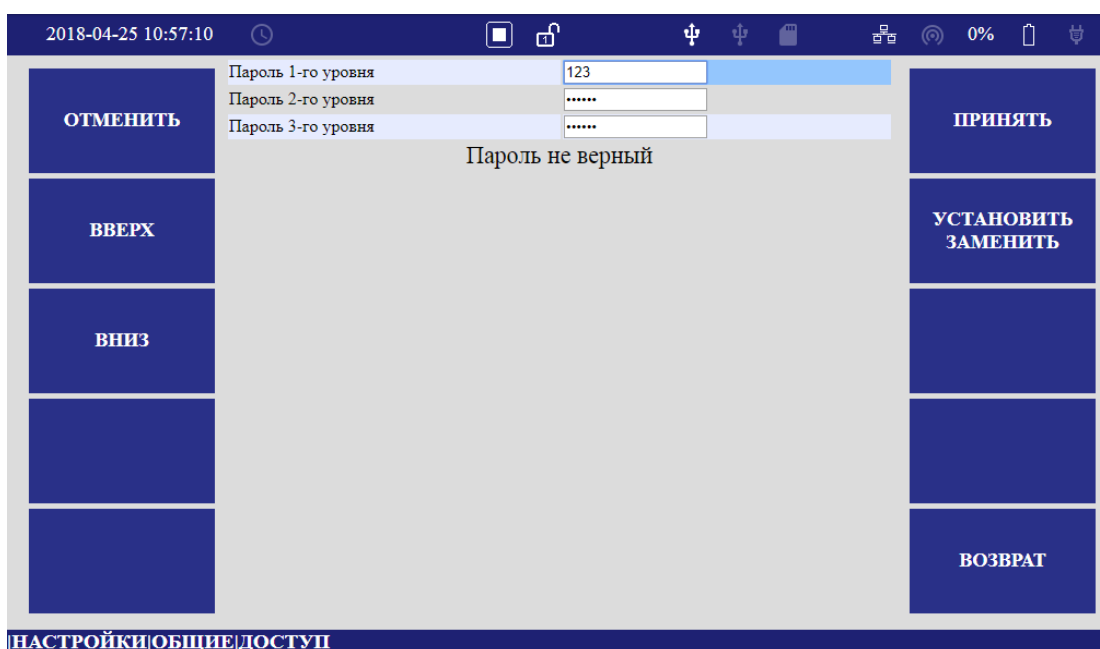 2018-04-25 10:57:10 1 0%
Пароль 1-го уровня 123
Пароль 2-го уровня ••••••
Пароль 3-го уровня ••••••
Пароль не верный
ОТМЕНИТЬ
ВВЕРХ
ВНИЗ
ПРИНЯТЬ
УСТАНОВИТЬ
ЗАМЕНИТЬ
ВОЗВРАТ
|НАСТРОЙКИ|ОБЩИЕ|ДОСТУП